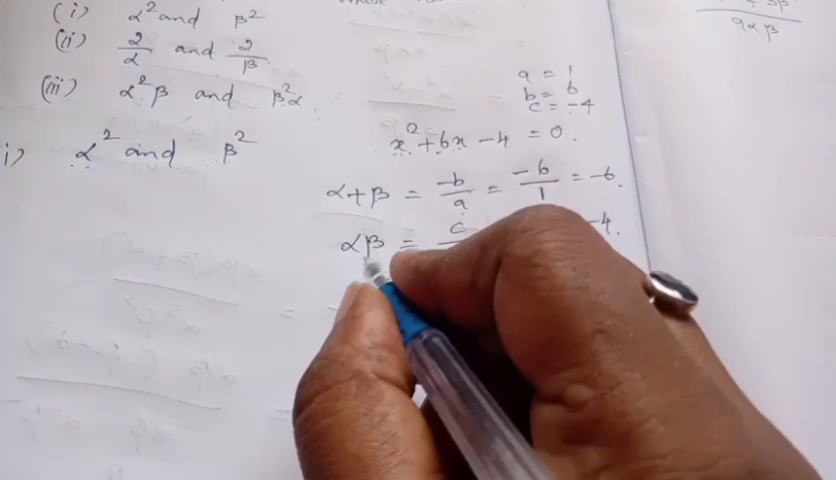 (i) α² and β²
(ii) 2/α and 2/β
(iii) α²β and β²α.
a = 1
b = 6
c = -4
i) α² and β²
x² + 6x - 4 = 0.
α+β = -b/a = -6/1 = -6.
αβ = c -4.
9αβ